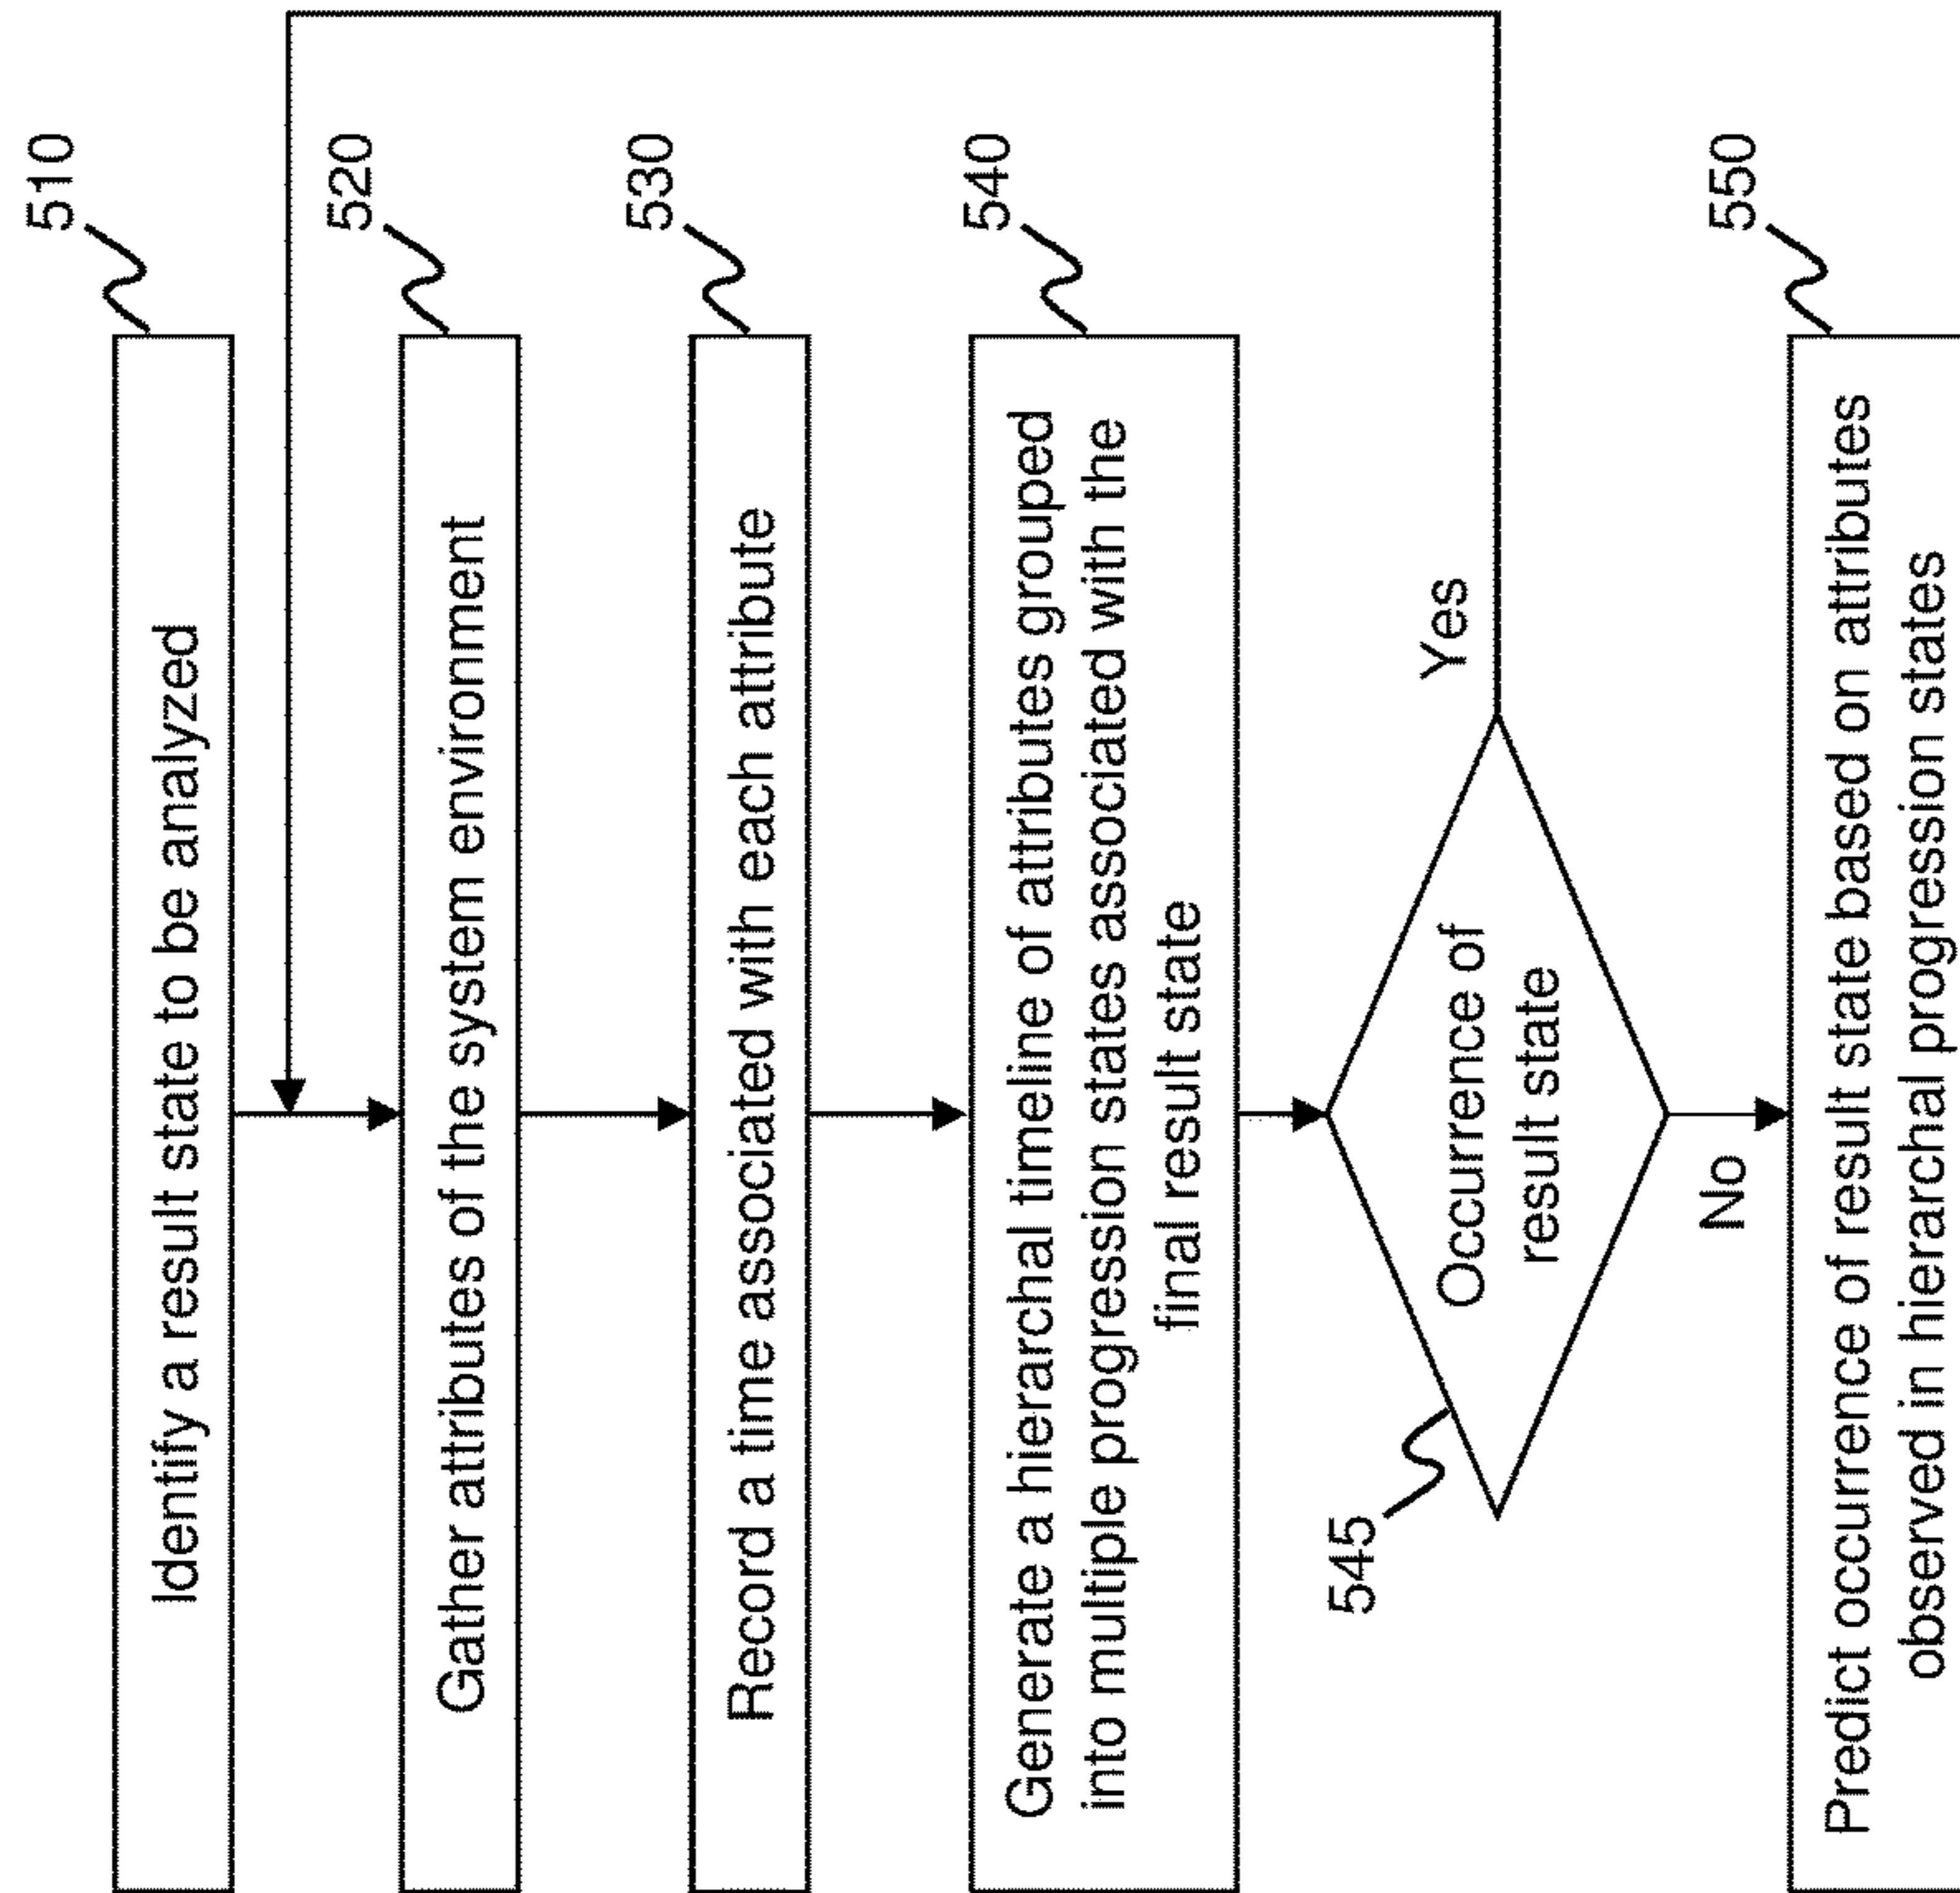 510
Identify a result state to be analyzed
520
Gather attributes of the system environment
530
Record a time associated with each attribute
540
Generate a hierarchal timeline of attributes grouped
into multiple progression states associated with the
final result state
545
Occurrence of
result state
Yes
No
550
Predict occurrence of result state based on attributes
observed in hierarchal progression states